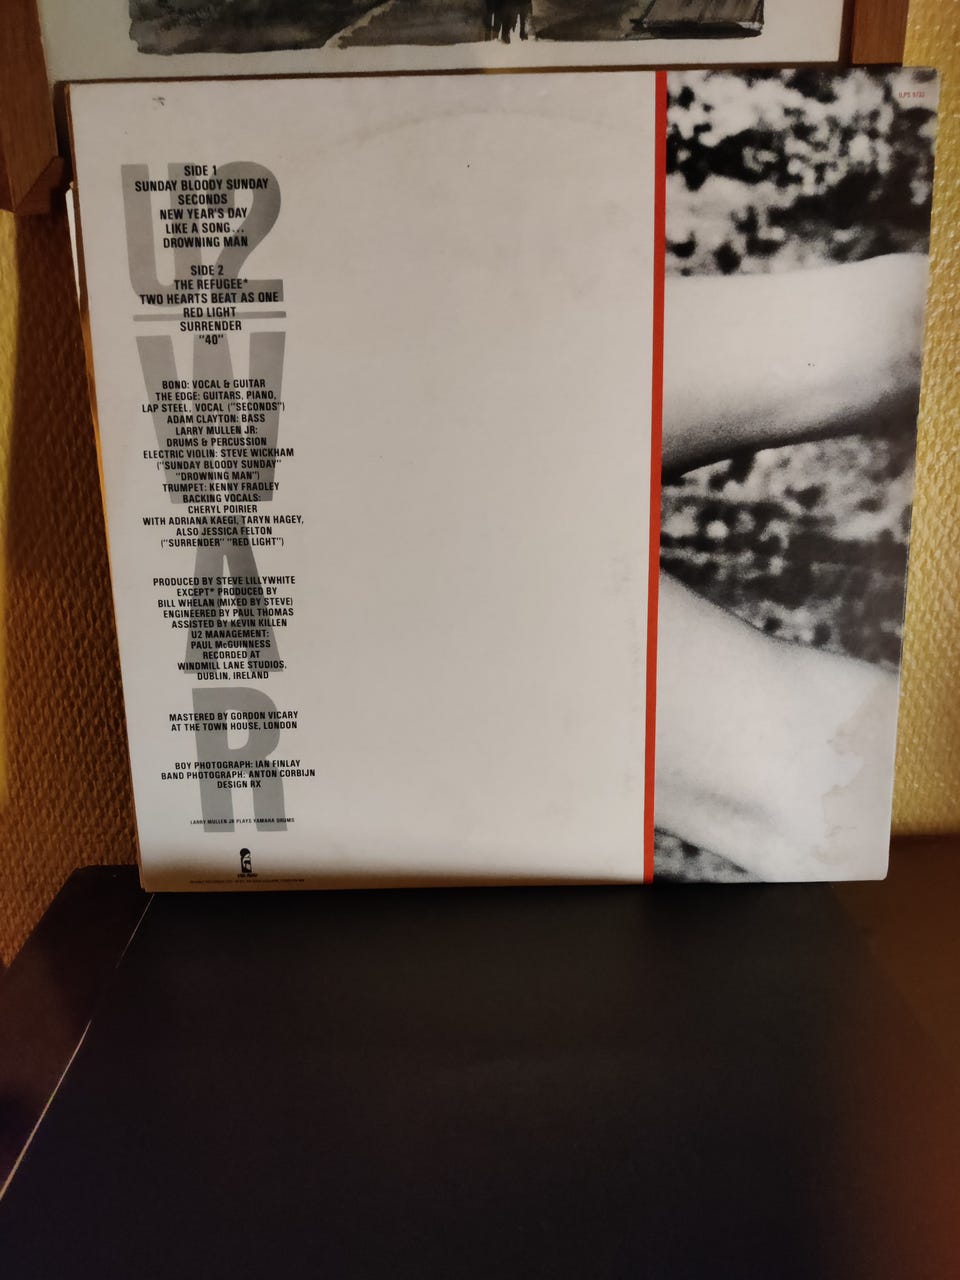 ILPS 9733
U2
WAR
SIDE 1
SUNDAY BLOODY SUNDAY
SECONDS
NEW YEAR'S DAY
LIKE A SONG...
DROWNING MAN
SIDE 2
THE REFUGEE*
TWO HEARTS BEAT AS ONE
RED LIGHT
SURRENDER
"40"
BONO: VOCAL & GUITAR
THE EDGE: GUITARS, PIANO,
LAP STEEL, VOCAL ("SECONDS")
ADAM CLAYTON: BASS
LARRY MULLEN JR:
DRUMS & PERCUSSION
ELECTRIC VIOLIN: STEVE WICKHAM
("SUNDAY BLOODY SUNDAY"
"DROWNING MAN")
TRUMPET: KENNY FRADLEY
BACKING VOCALS:
CHERYL POIRIER
WITH ADRIANA KAEGI, TARYN HAGEY,
ALSO JESSICA FELTON
("SURRENDER" "RED LIGHT")
PRODUCED BY STEVE LILLYWHITE
EXCEPT* PRODUCED BY
BILL WHELAN (MIXED BY STEVE)
ENGINEERED BY PAUL THOMAS
ASSISTED BY KEVIN KILLEN
U2 MANAGEMENT:
PAUL McGUINNESS
RECORDED AT
WINDMILL LANE STUDIOS,
DUBLIN, IRELAND
MASTERED BY GORDON VICARY
AT THE TOWN HOUSE, LONDON
BOY PHOTOGRAPH: IAN FINLAY
BAND PHOTOGRAPH: ANTON CORBIJN
DESIGN RX
LARRY MULLEN JR PLAYS YAMAHA DRUMS